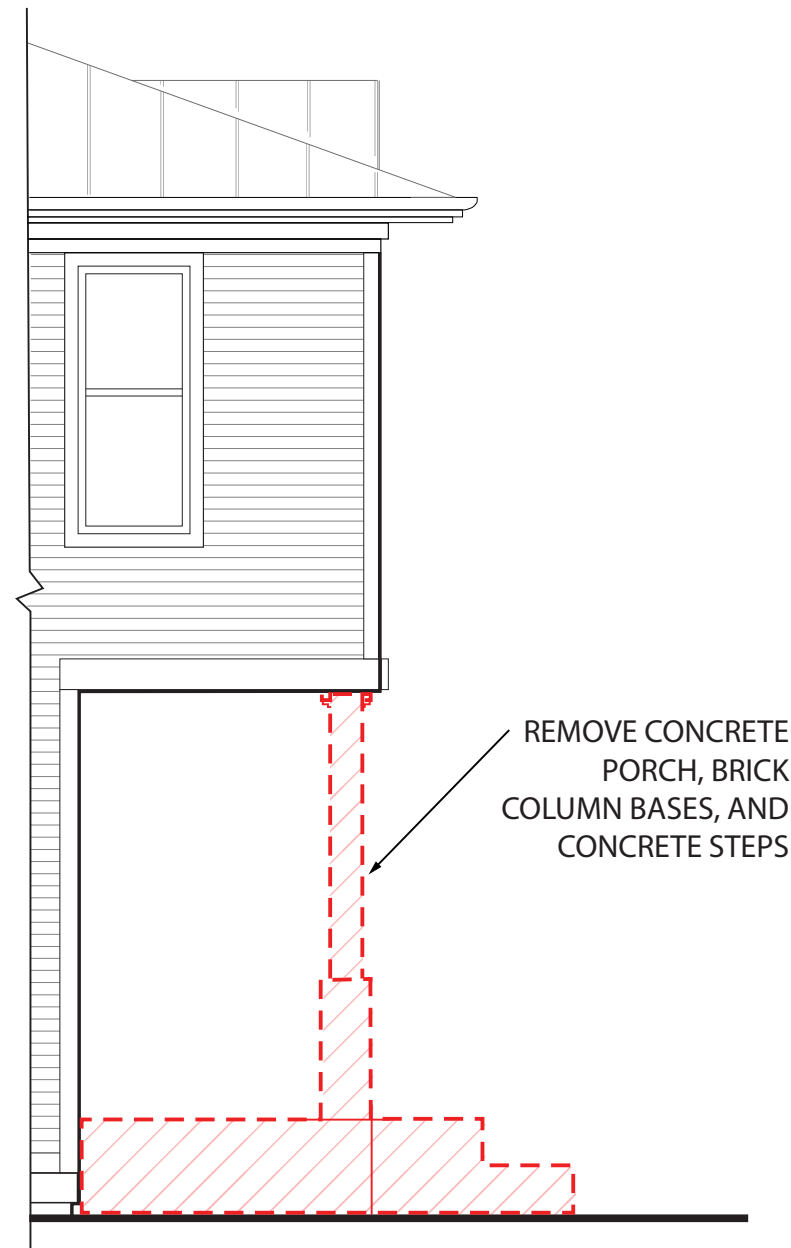 REMOVE CONCRETE
PORCH, BRICK
COLUMN BASES, AND
CONCRETE STEPS